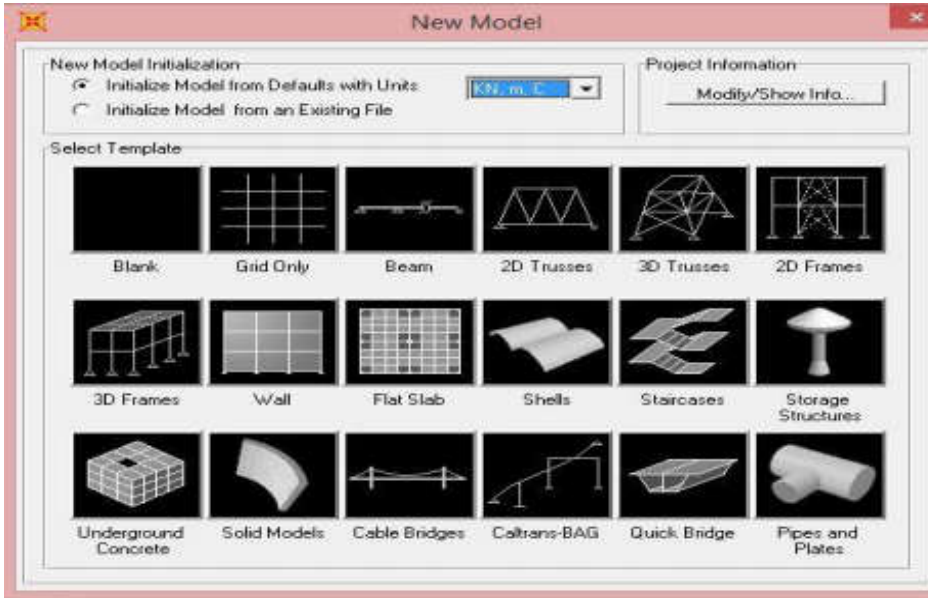 New Model
New Model Initialization
Initialize Model from Defaults with Units
KN, m, C
Initialize Model from an Existing File
Project Information
Modify/Show Info...
Select Template
Blank
Grid Only
Beam
2D Trusses
3D Trusses
2D Frames
3D Frames
Wall
Flat Slab
Shells
Staircases
Storage
Structures
Underground
Concrete
Solid Models
Cable Bridges
Caltrans-BAG
Quick Bridge
Pipes and
Plates